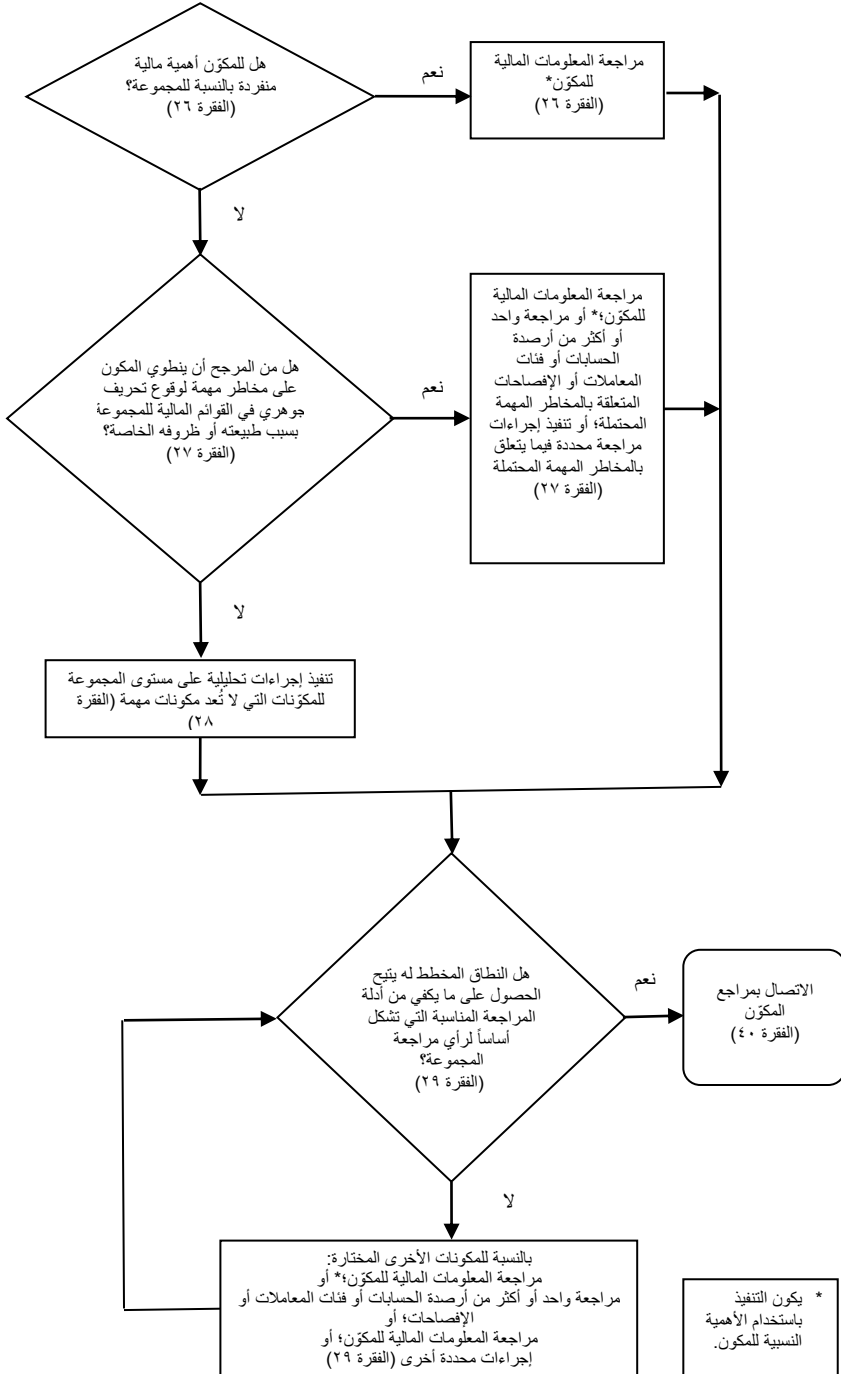 هل للمكوّن أهمية مالية
منفردة بالنسبة للمجموعة؟
(الفقرة ٢٦)
نعم
مراجعة المعلومات المالية
للمكوّن*
(الفقرة ٢٦)
لا
هل من المرجح أن ينطوي المكون
على مخاطر مهمة لوقوع تحريف
جوهري في القوائم المالية للمجموعة
بسبب طبيعته أو ظروفه الخاصة؟
(الفقرة ٢٧)
نعم
مراجعة المعلومات المالية
للمكوّن؛* أو مراجعة واحد
أو أكثر من أرصدة
الحسابات أو فئات
المعاملات أو الإفصاحات
المتعلقة بالمخاطر المهمة
المحتملة؛ أو تنفيذ إجراءات
مراجعة محددة فيما يتعلق
بالمخاطر المهمة المحتملة
(الفقرة ٢٧)
لا
تنفيذ إجراءات تحليلية على مستوى المجموعة
للمكوّنات التي لا تُعد مكونات مهمة (الفقرة
٢٨)
هل النطاق المخطط له يتيح
الحصول على ما يكفي من أدلة
المراجعة المناسبة التي تشكل
أساساً لرأي مراجعة
المجموعة؟
(الفقرة ٢٩)
نعم
الاتصال بمراجع
المكوّن
(الفقرة ٤٠)
لا
بالنسبة للمكونات الأخرى المختارة:
مراجعة المعلومات المالية للمكوّن؛* أو
مراجعة واحد أو أكثر من أرصدة الحسابات أو فئات المعاملات أو
الإفصاحات؛ أو
مراجعة المعلومات المالية للمكوّن؛ أو
إجراءات محددة أخرى (الفقرة ٢٩)
* يكون التنفيذ
باستخدام الأهمية
النسبية للمكون.